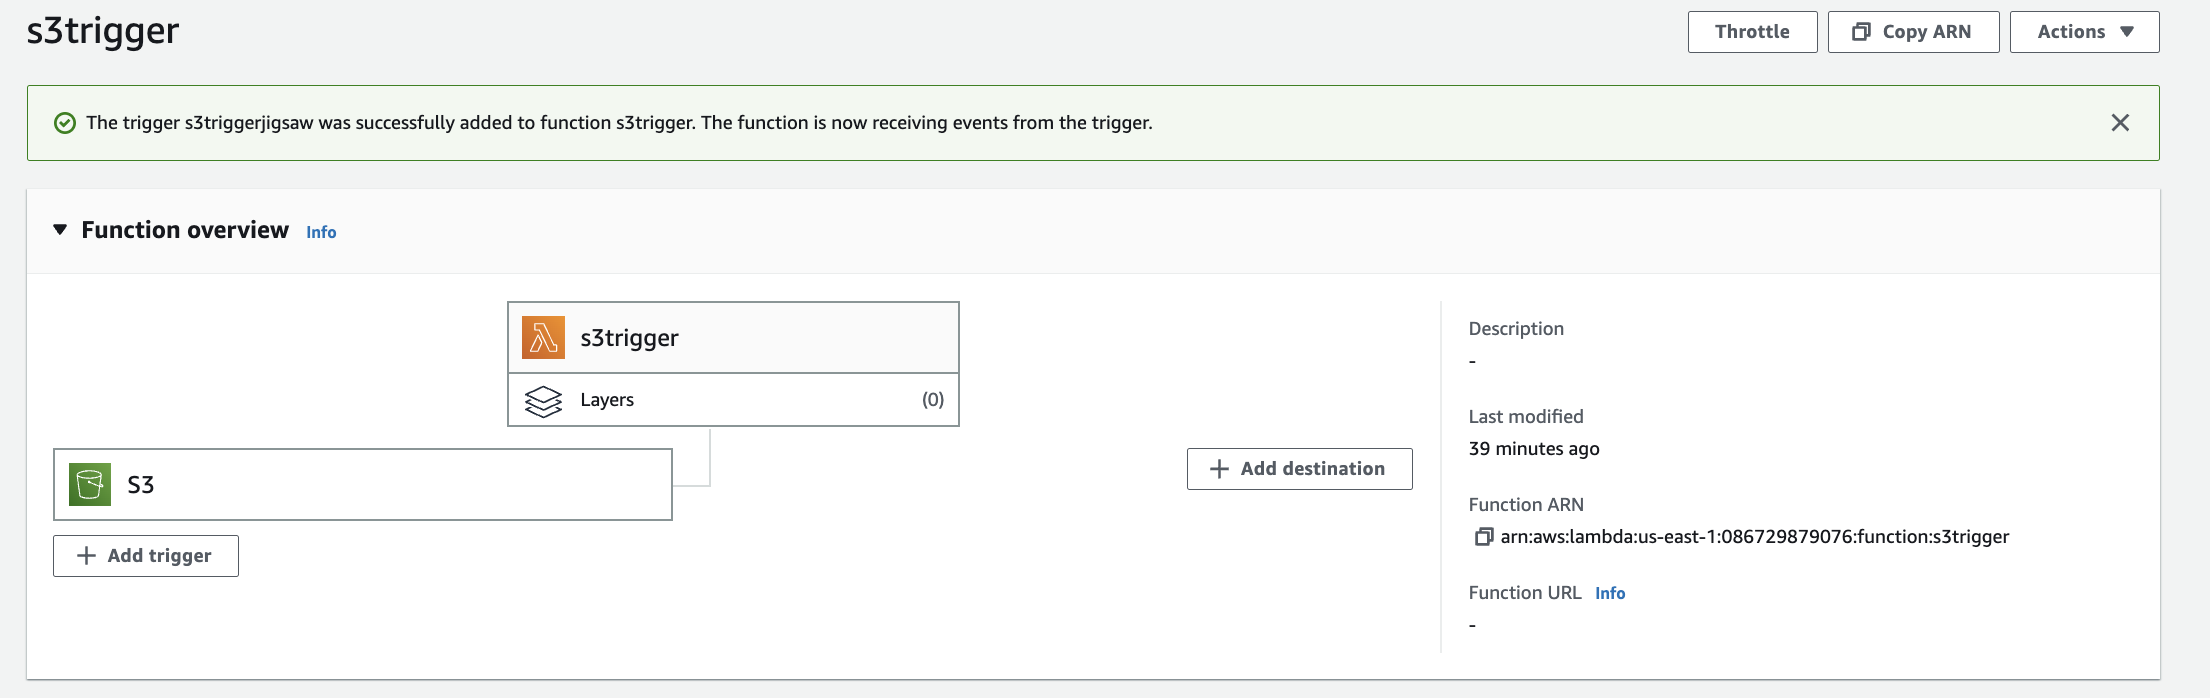 s3trigger
Throttle
Copy ARN
Actions
The trigger s3triggerjigsaw was successfully added to function s3trigger. The function is now receiving events from the trigger.
Function overview Info
s3trigger
Layers (0)
S3
Add trigger
Add destination
Description
-
Last modified
39 minutes ago
Function ARN
arn:aws:lambda:us-east-1:086729879076:function:s3trigger
Function URL Info
-